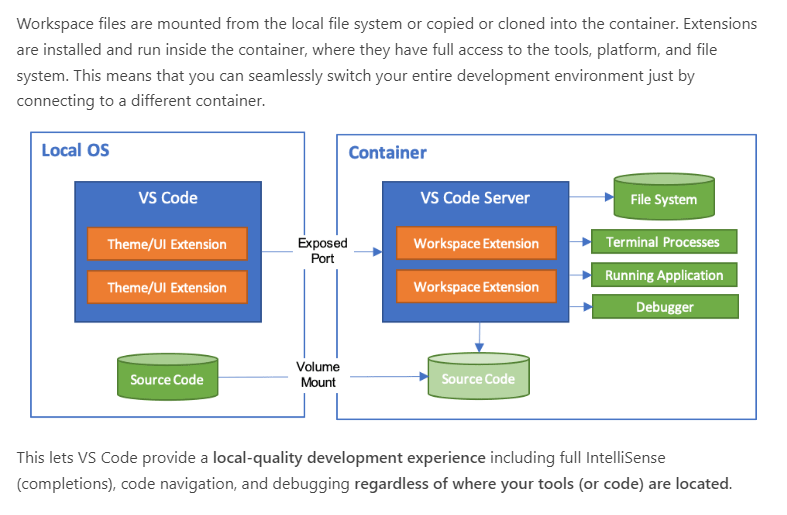 Workspace files are mounted from the local file system or copied or cloned into the container. Extensions
are installed and run inside the container, where they have full access to the tools, platform, and file
system. This means that you can seamlessly switch your entire development environment just by
connecting to a different container.
Local OS
VS Code
Theme/UI Extension
Theme/UI Extension
Source Code
Exposed
Port
Volume
Mount
Container
VS Code Server
Workspace Extension
Workspace Extension
Source Code
File System
Terminal Processes
Running Application
Debugger
This lets VS Code provide a local-quality development experience including full IntelliSense
(completions), code navigation, and debugging regardless of where your tools (or code) are located.